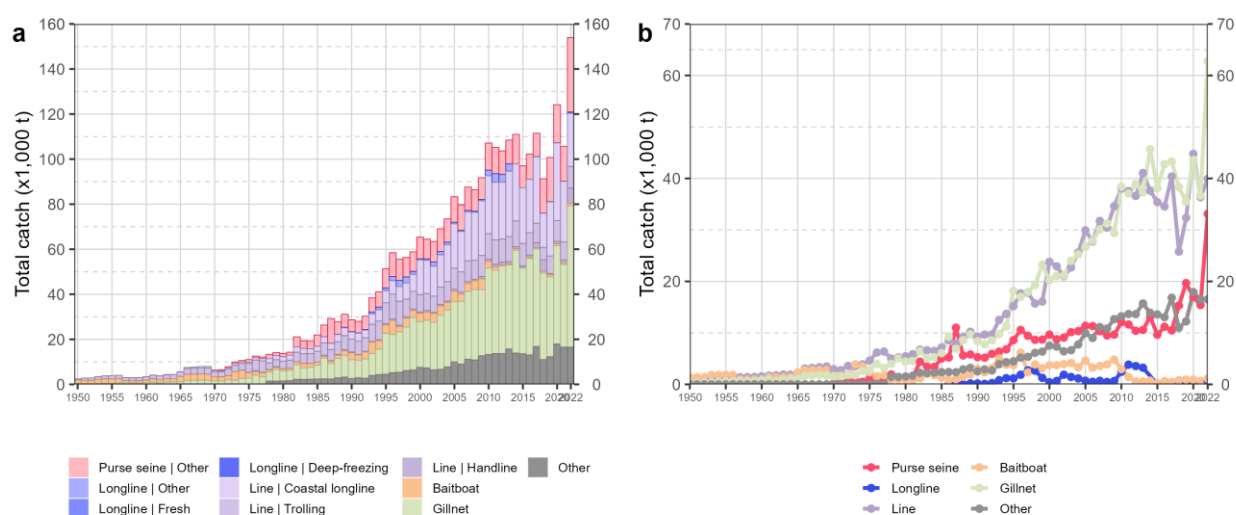 a
Total catch (x1,000 t)
160
140
120
100
80
60
40
20
0
160
140
120
100
80
60
40
20
0
1950 1955 1960 1965 1970 1975 1980 1985 1990 1995 2000 2005 2010 2015 2020 2022
Purse seine | Other
Longline | Other
Longline | Fresh
Longline | Deep-freezing
Line | Coastal longline
Line | Trolling
Line | Handline
Baitboat
Gillnet
Other
b
Total catch (x1,000 t)
70
60
40
20
0
70
60
40
20
0
1950 1955 1960 1965 1970 1975 1980 1985 1990 1995 2000 2005 2010 2015 2020 2022
Purse seine
Longline
Line
Baitboat
Gillnet
Other